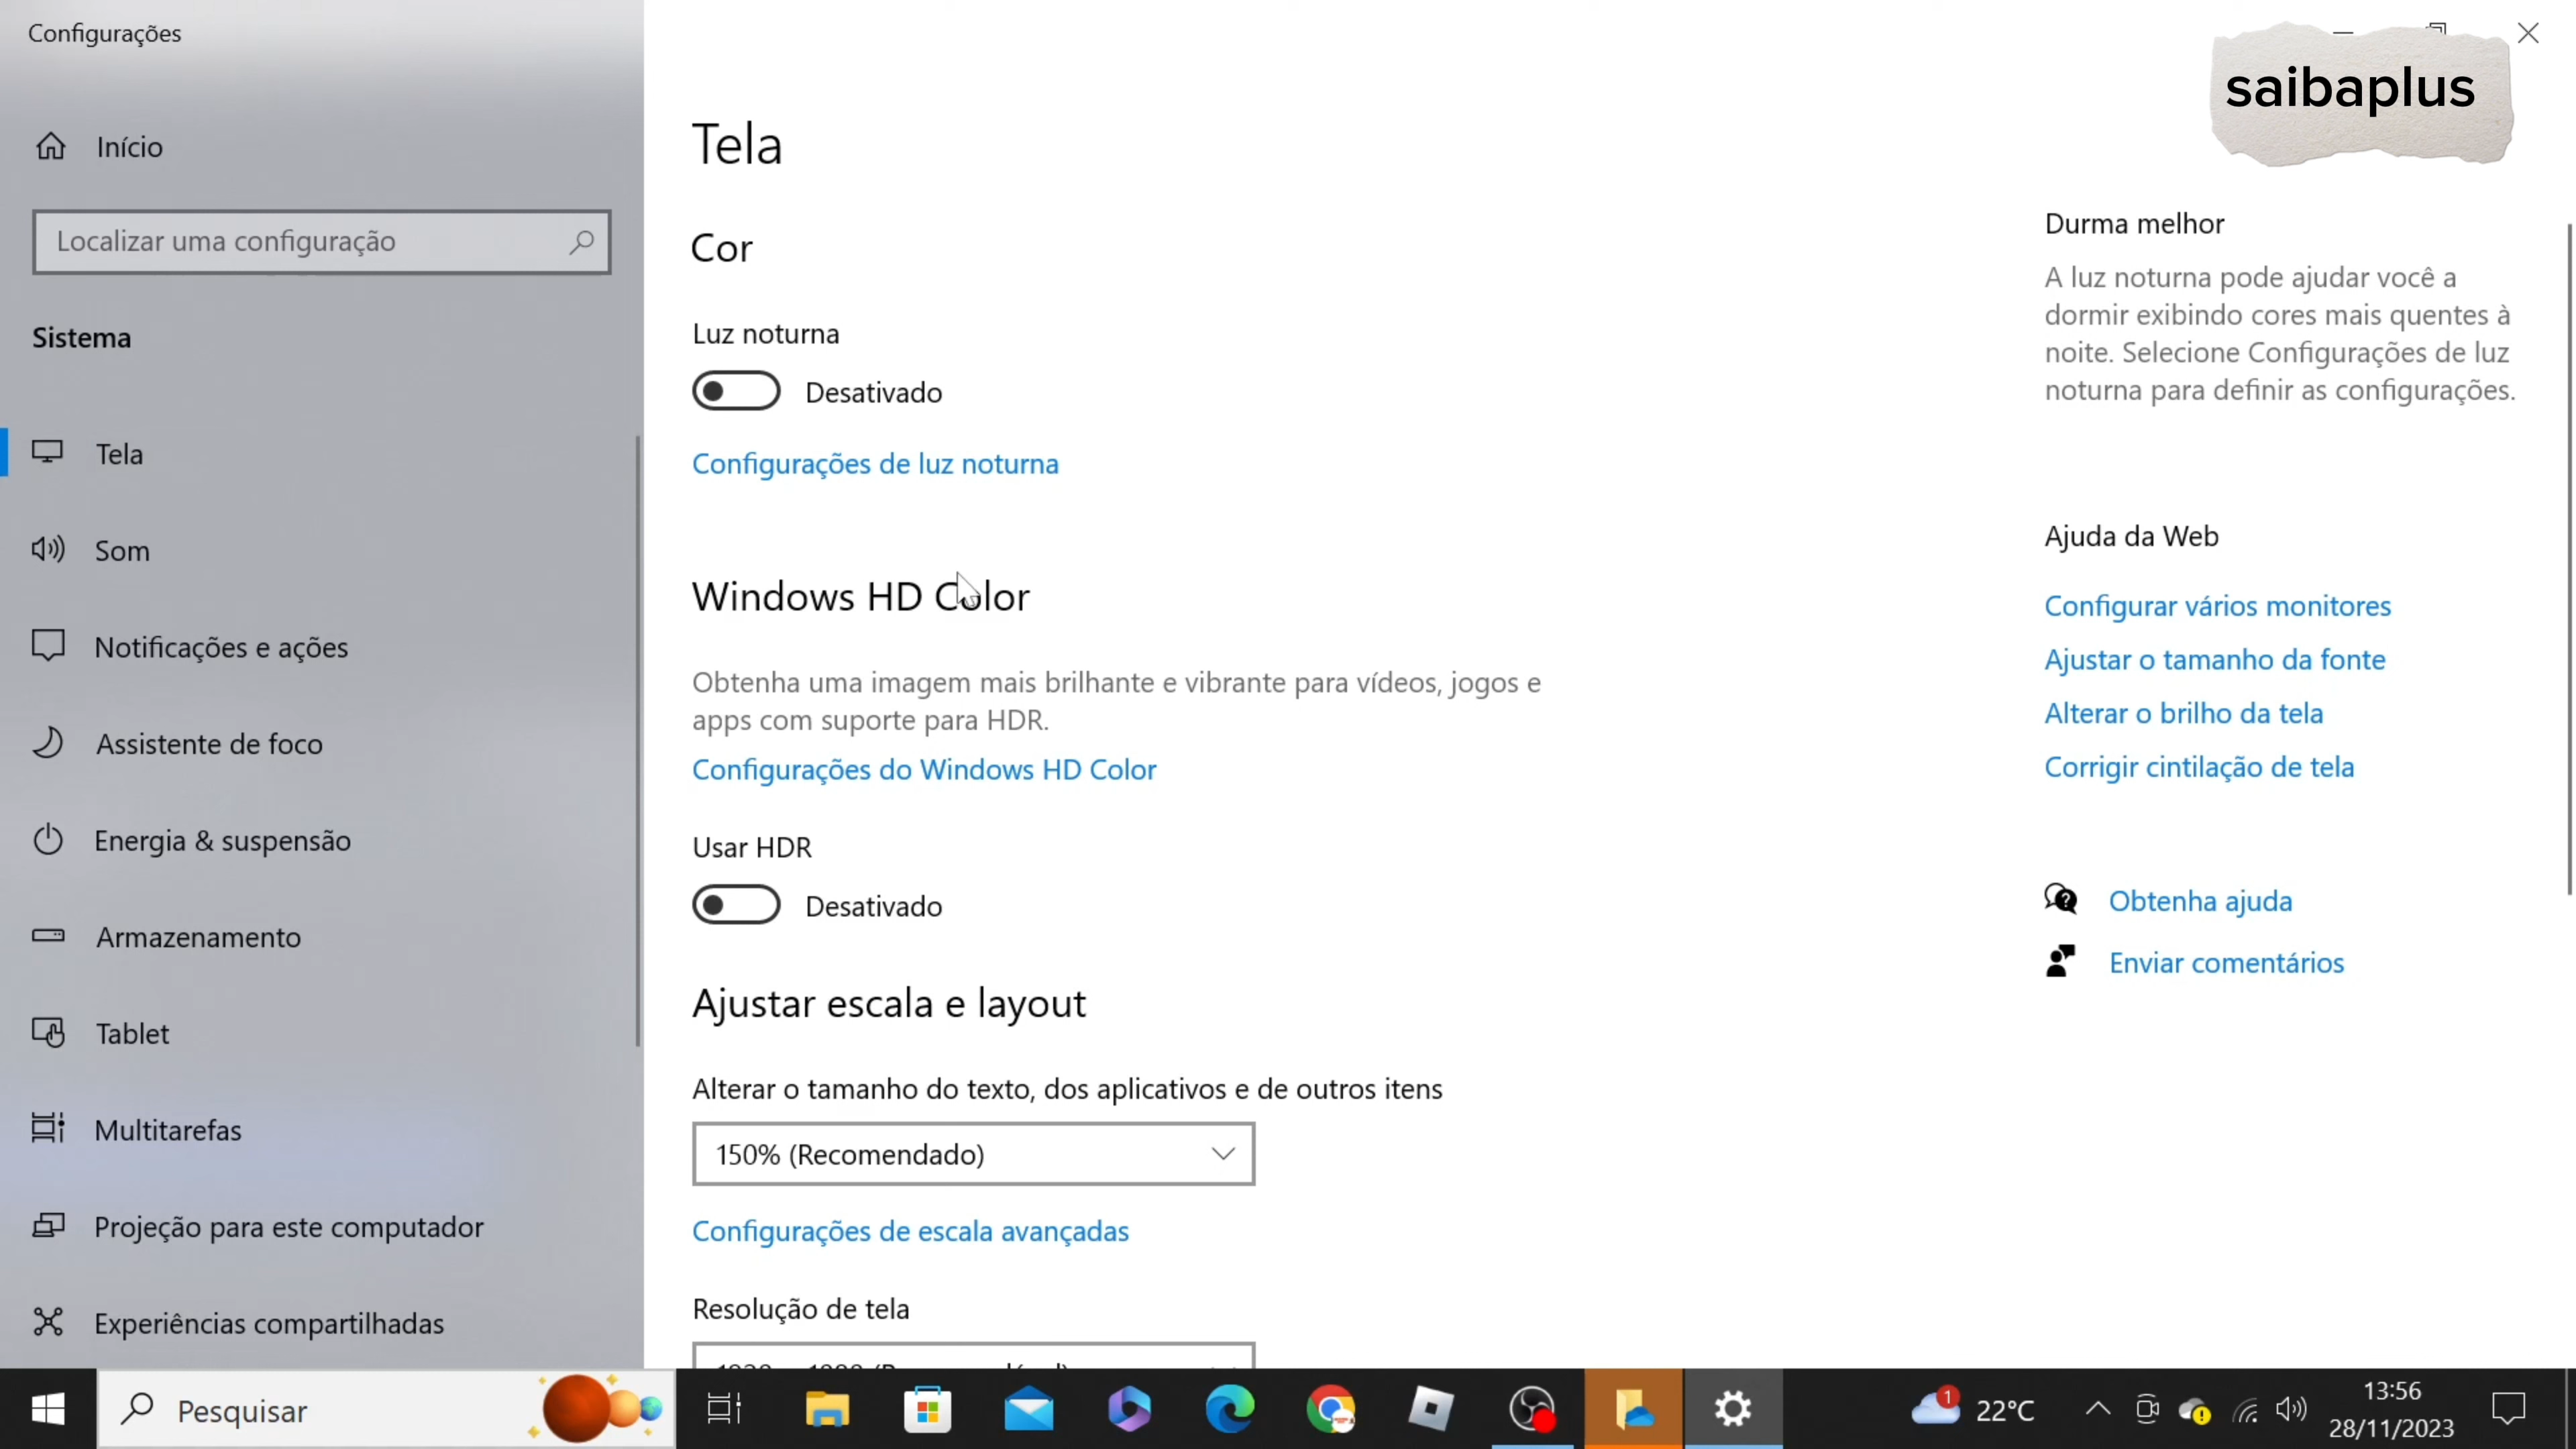 Configurações
saibaplus
Início
Localizar uma configuração
Sistema
Tela
Som
Notificações e ações
Assistente de foco
Energia & suspensão
Armazenamento
Tablet
Multitarefas
Projeção para este computador
Experiências compartilhadas
Tela
Cor
Luz noturna
Desativado
Configurações de luz noturna
Windows HD Color
Obtenha uma imagem mais brilhante e vibrante para vídeos, jogos e
apps com suporte para HDR.
Configurações do Windows HD Color
Usar HDR
Desativado
Ajustar escala e layout
Alterar o tamanho do texto, dos aplicativos e de outros itens
150% (Recomendado)
Configurações de escala avançadas
Resolução de tela
Durma melhor
A luz noturna pode ajudar você a
dormir exibindo cores mais quentes à
noite. Selecione Configurações de luz
noturna para definir as configurações.
Ajuda da Web
Configurar vários monitores
Ajustar o tamanho da fonte
Alterar o brilho da tela
Corrigir cintilação de tela
Obtenha ajuda
Enviar comentários
Pesquisar
1
22°C
13:56
28/11/2023